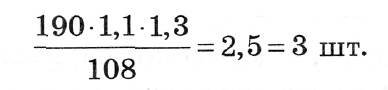 190·1,1·1,3
108
= 2,5 = 3 шт.